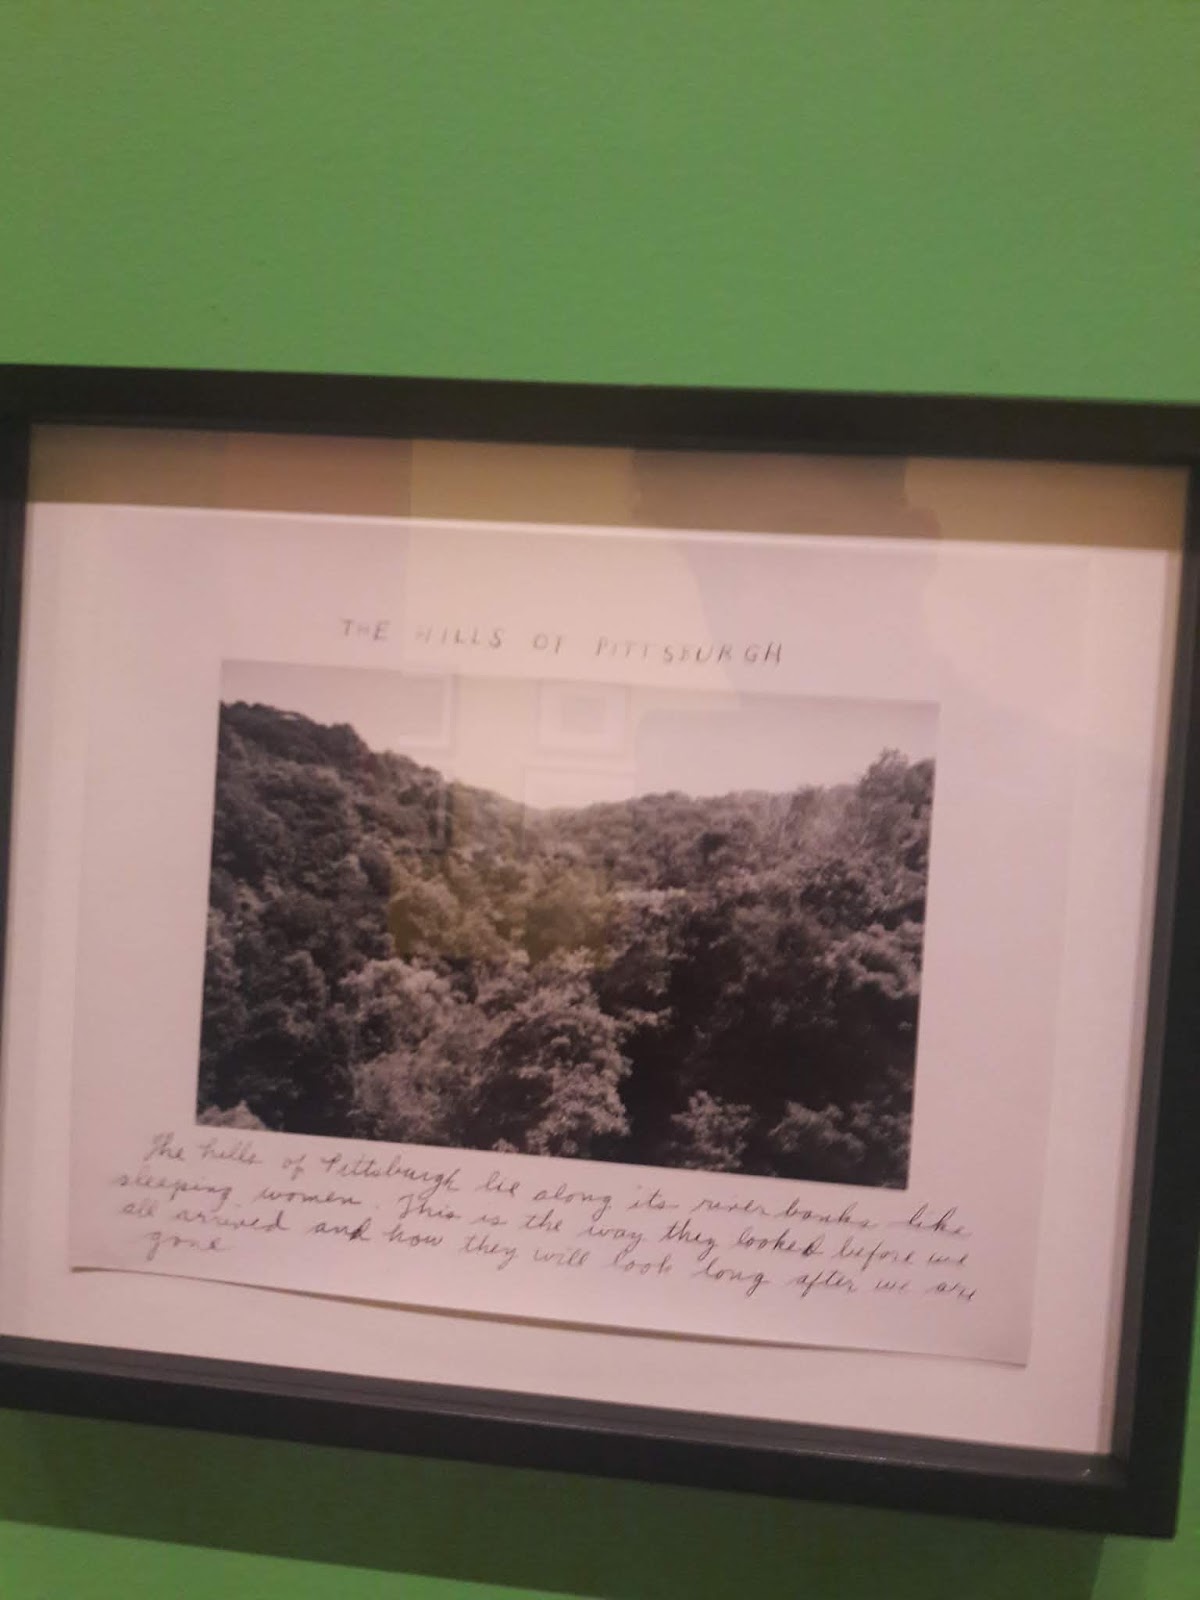 THE HILLS OF PITTSBURGH
The hills of Pittsburgh lie along its river banks like
sleeping women. This is the way they looked before we
all arrived and how they will look long after we are
gone